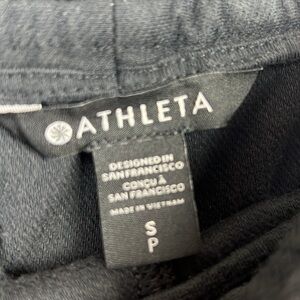 ATHLETA
DESIGNED IN
SAN FRANCISCO
CONÇU À
SAN FRANCISCO
MADE IN VIETNAM
S
P